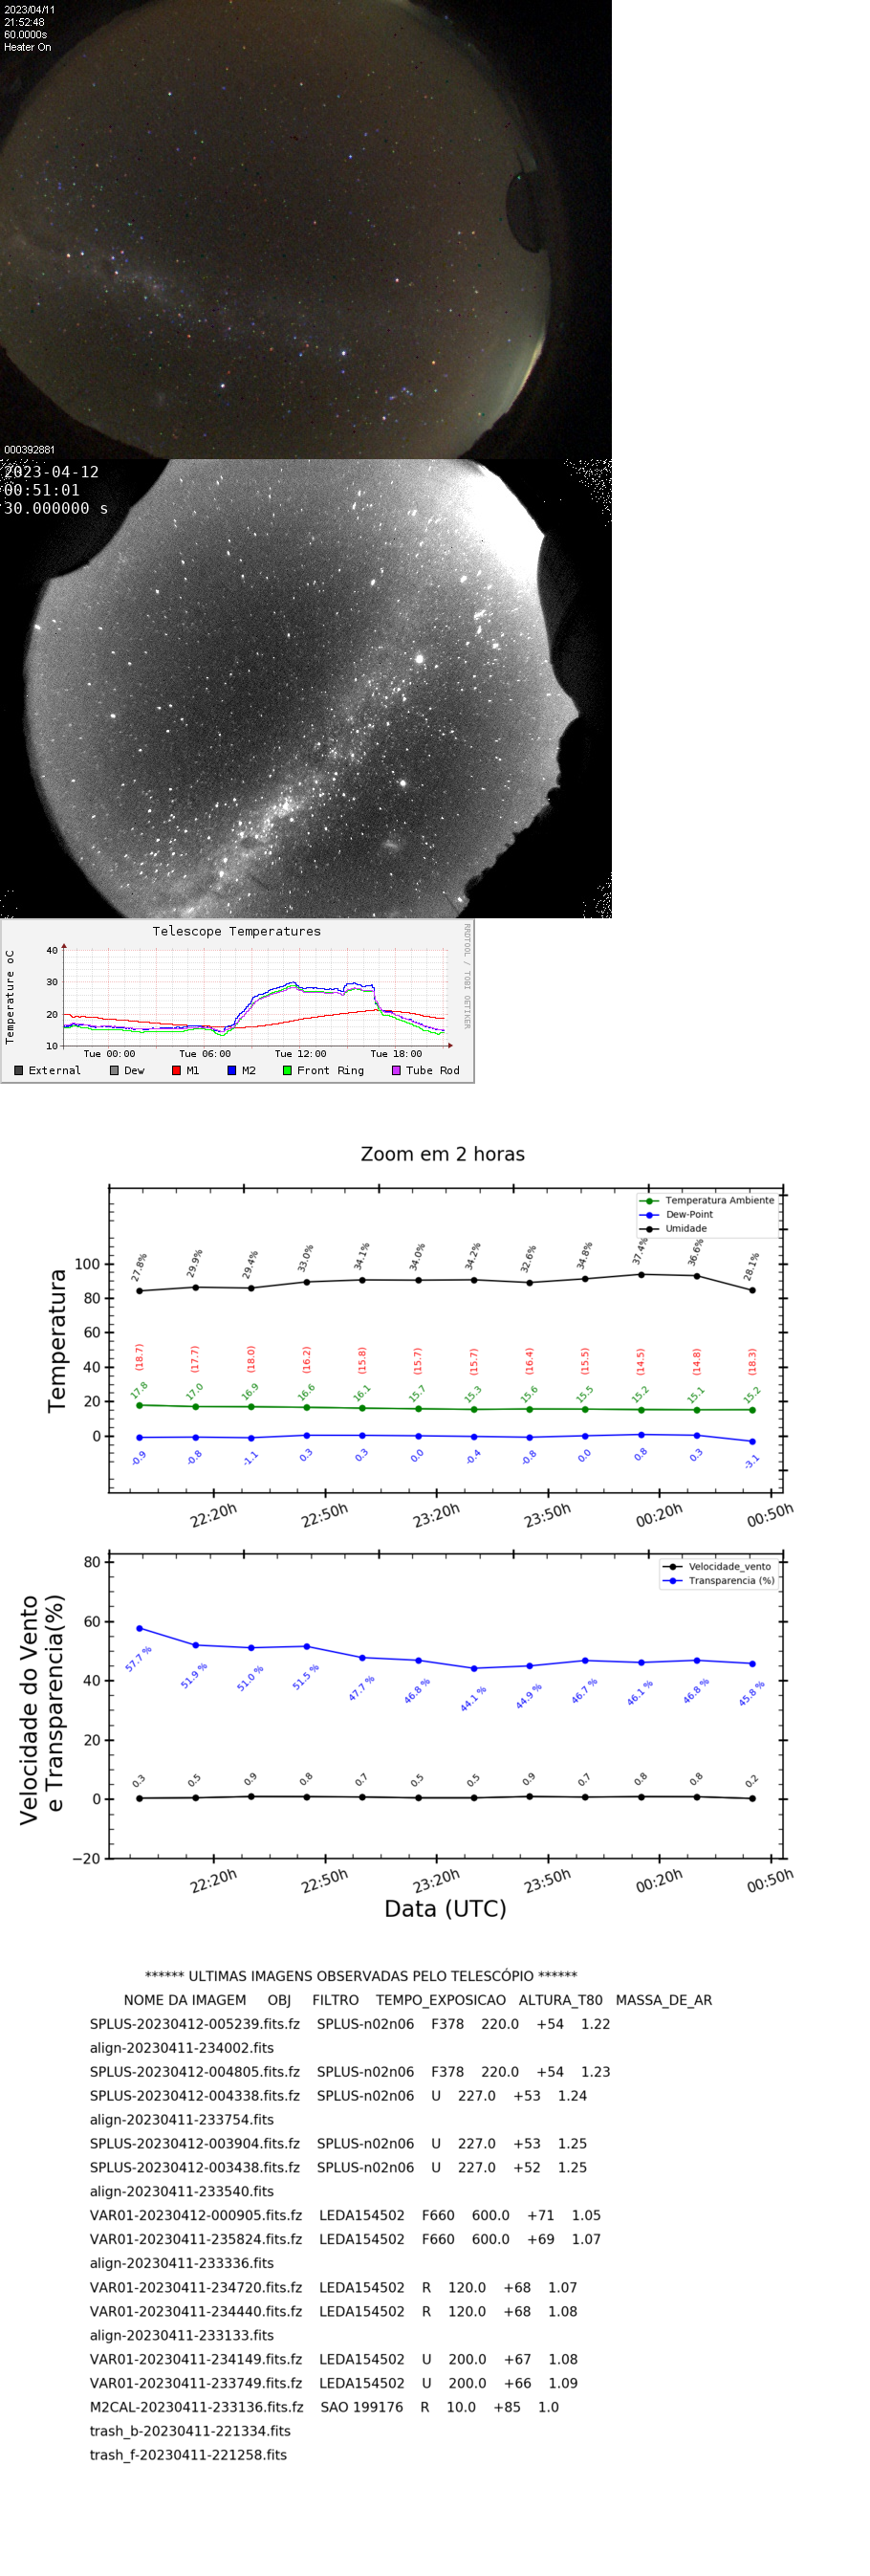 2023/04/11
21:52:48
60.0000s
Heater On
000392881
2023-04-12
00:51:01
30.000000 s
Telescope Temperatures
RRDTOOL / TOBI OETIKER
Temperature oC
40
30
20
10
Tue 00:00 Tue 06:00 Tue 12:00 Tue 18:00
External Dew M1 M2 Front Ring Tube Rod
Zoom em 2 horas
Temperatura Ambiente
Dew-Point
Umidade
Temperatura
100
80
60
40
20
0
27.8% 29.9% 29.4% 33.0% 34.1% 34.0% 34.2% 32.6% 34.8% 37.4% 36.6% 28.1%
(18.7) (17.7) (18.0) (16.2) (15.8) (15.7) (15.7) (16.4) (15.5) (14.5) (14.8) (18.3)
17.8 17.0 16.9 16.6 16.1 15.7 15.3 15.6 15.5 15.2 15.1 15.2
-0.9 -0.8 -1.1 0.3 0.3 0.0 -0.4 -0.8 0.0 0.8 0.3 -3.1
22:20h 22:50h 23:20h 23:50h 00:20h 00:50h
Velocidade_vento
Transparencia (%)
Velocidade do Vento
e Transparencia(%)
80
60
40
20
0
−20
57.7 % 51.9 % 51.0 % 51.5 % 47.7 % 46.8 % 44.1 % 44.9 % 46.7 % 46.1 % 46.8 % 45.8 %
0.3 0.5 0.9 0.8 0.7 0.5 0.5 0.9 0.7 0.8 0.8 0.2
22:20h 22:50h 23:20h 23:50h 00:20h 00:50h
Data (UTC)
****** ULTIMAS IMAGENS OBSERVADAS PELO TELESCÓPIO ******
NOME DA IMAGEM OBJ FILTRO TEMPO_EXPOSICAO ALTURA_T80 MASSA_DE_AR
SPLUS-20230412-005239.fits.fz SPLUS-n02n06 F378 220.0 +54 1.22
align-20230411-234002.fits
SPLUS-20230412-004805.fits.fz SPLUS-n02n06 F378 220.0 +54 1.23
SPLUS-20230412-004338.fits.fz SPLUS-n02n06 U 227.0 +53 1.24
align-20230411-233754.fits
SPLUS-20230412-003904.fits.fz SPLUS-n02n06 U 227.0 +53 1.25
SPLUS-20230412-003438.fits.fz SPLUS-n02n06 U 227.0 +52 1.25
align-20230411-233540.fits
VAR01-20230412-000905.fits.fz LEDA154502 F660 600.0 +71 1.05
VAR01-20230411-235824.fits.fz LEDA154502 F660 600.0 +69 1.07
align-20230411-233336.fits
VAR01-20230411-234720.fits.fz LEDA154502 R 120.0 +68 1.07
VAR01-20230411-234440.fits.fz LEDA154502 R 120.0 +68 1.08
align-20230411-233133.fits
VAR01-20230411-234149.fits.fz LEDA154502 U 200.0 +67 1.08
VAR01-20230411-233749.fits.fz LEDA154502 U 200.0 +66 1.09
M2CAL-20230411-233136.fits.fz SAO 199176 R 10.0 +85 1.0
trash_b-20230411-221334.fits
trash_f-20230411-221258.fits